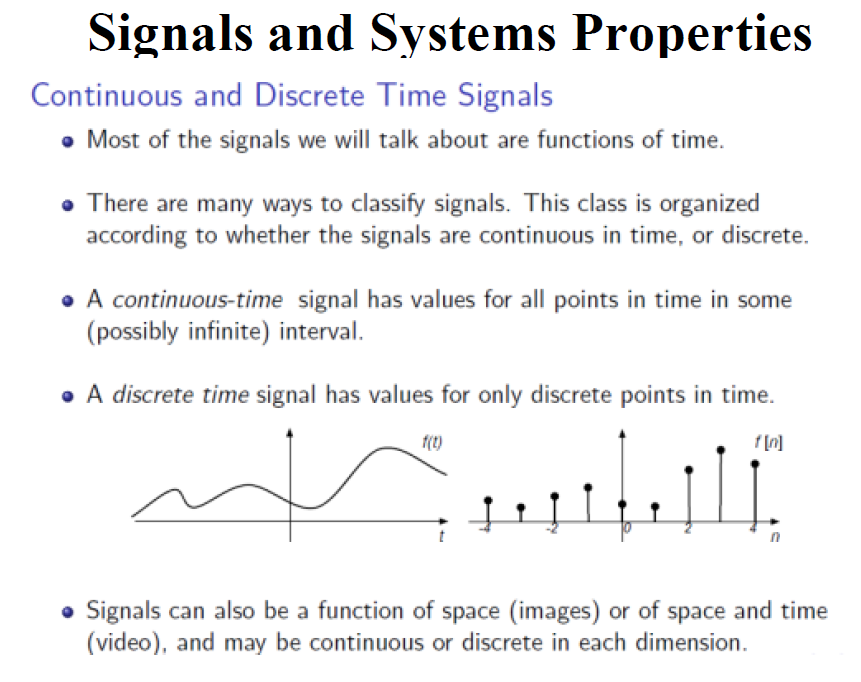 Signals and Systems Properties
Continuous and Discrete Time Signals
Most of the signals we will talk about are functions of time.
There are many ways to classify signals. This class is organized
according to whether the signals are continuous in time, or discrete.
A continuous-time signal has values for all points in time in some
(possibly infinite) interval.
A discrete time signal has values for only discrete points in time.
f(t)
t
f [n]
-4
-2
0
2
4
n
Signals can also be a function of space (images) or of space and time
(video), and may be continuous or discrete in each dimension.